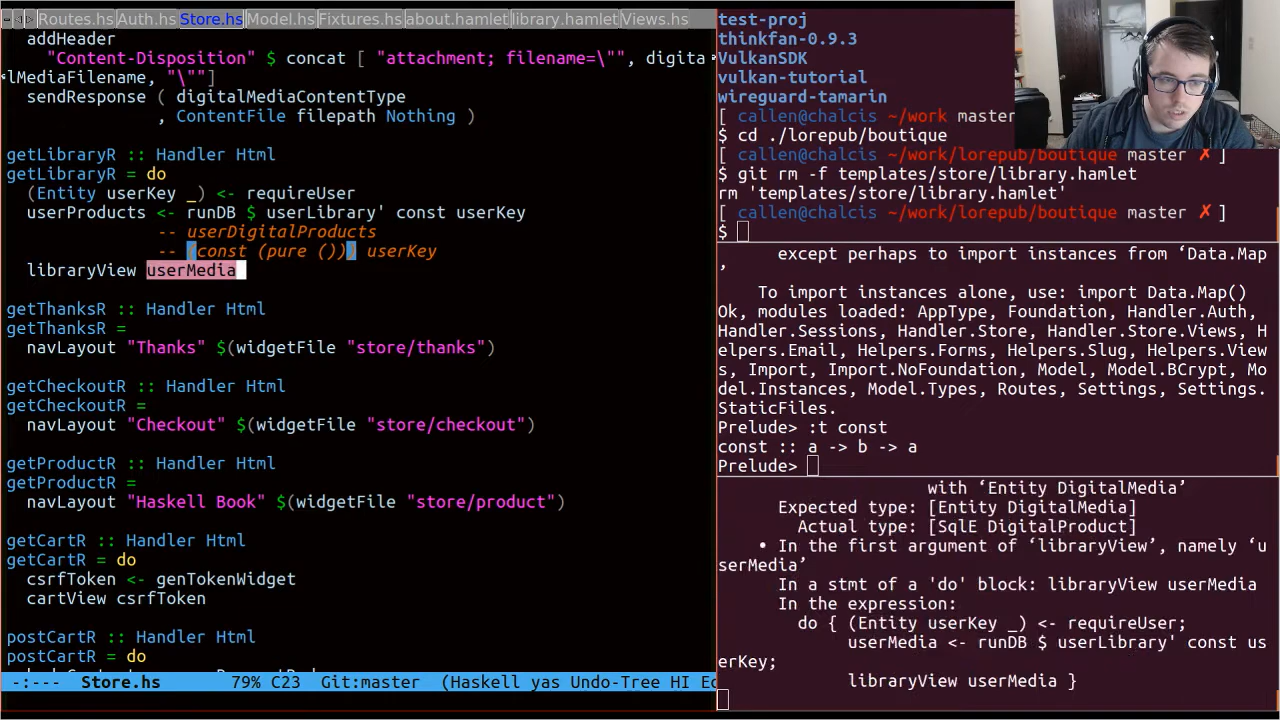 Routes.hs Auth.hs Store.hs Model.hs Fixtures.hs about.hamlet library.hamlet Views.hs
addHeader
"Content-Disposition" $ concat [ "attachment; filename=\"", digita
lMediaFilename, "\""]
sendResponse ( digitalMediaContentType
, ContentFile filepath Nothing )
getLibraryR :: Handler Html
getLibraryR = do
(Entity userKey _) <- requireUser
userProducts <- runDB $ userLibrary' const userKey
-- userDigitalProducts
-- (const (pure ())) userKey
libraryView userMedia
getThanksR :: Handler Html
getThanksR =
navLayout "Thanks" $(widgetFile "store/thanks")
getCheckoutR :: Handler Html
getCheckoutR =
navLayout "Checkout" $(widgetFile "store/checkout")
getProductR :: Handler Html
getProductR =
navLayout "Haskell Book" $(widgetFile "store/product")
getCartR :: Handler Html
getCartR = do
csrfToken <- genTokenWidget
cartView csrfToken
postCartR :: Handler Html
postCartR = do
-:--- Store.hs 79% C23 Git:master (Haskell yas Undo-Tree HI Ec
test-proj
thinkfan-0.9.3
VulkanSDK
vulkan-tutorial
wireguard-tamarin
[ callen@chalcis ~/work master
$ cd ./lorepub/boutique
[ callen@chalcis ~/work/lorepub/boutique master ✗ ]
$ git rm -f templates/store/library.hamlet
rm 'templates/store/library.hamlet'
[ callen@chalcis ~/work/lorepub/boutique master ✗ ]
$
except perhaps to import instances from ‘Data.Map
’
To import instances alone, use: import Data.Map()
Ok, modules loaded: AppType, Foundation, Handler.Auth,
Handler.Sessions, Handler.Store, Handler.Store.Views, H
elpers.Email, Helpers.Forms, Helpers.Slug, Helpers.View
s, Import, Import.NoFoundation, Model, Model.BCrypt, Mo
del.Instances, Model.Types, Routes, Settings, Settings.
StaticFiles.
Prelude> :t const
const :: a -> b -> a
Prelude>
with ‘Entity DigitalMedia’
Expected type: [Entity DigitalMedia]
Actual type: [SqlE DigitalProduct]
• In the first argument of ‘libraryView’, namely ‘u
serMedia’
In a stmt of a 'do' block: libraryView userMedia
In the expression:
do { (Entity userKey _) <- requireUser;
userMedia <- runDB $ userLibrary' const us
erKey;
libraryView userMedia }